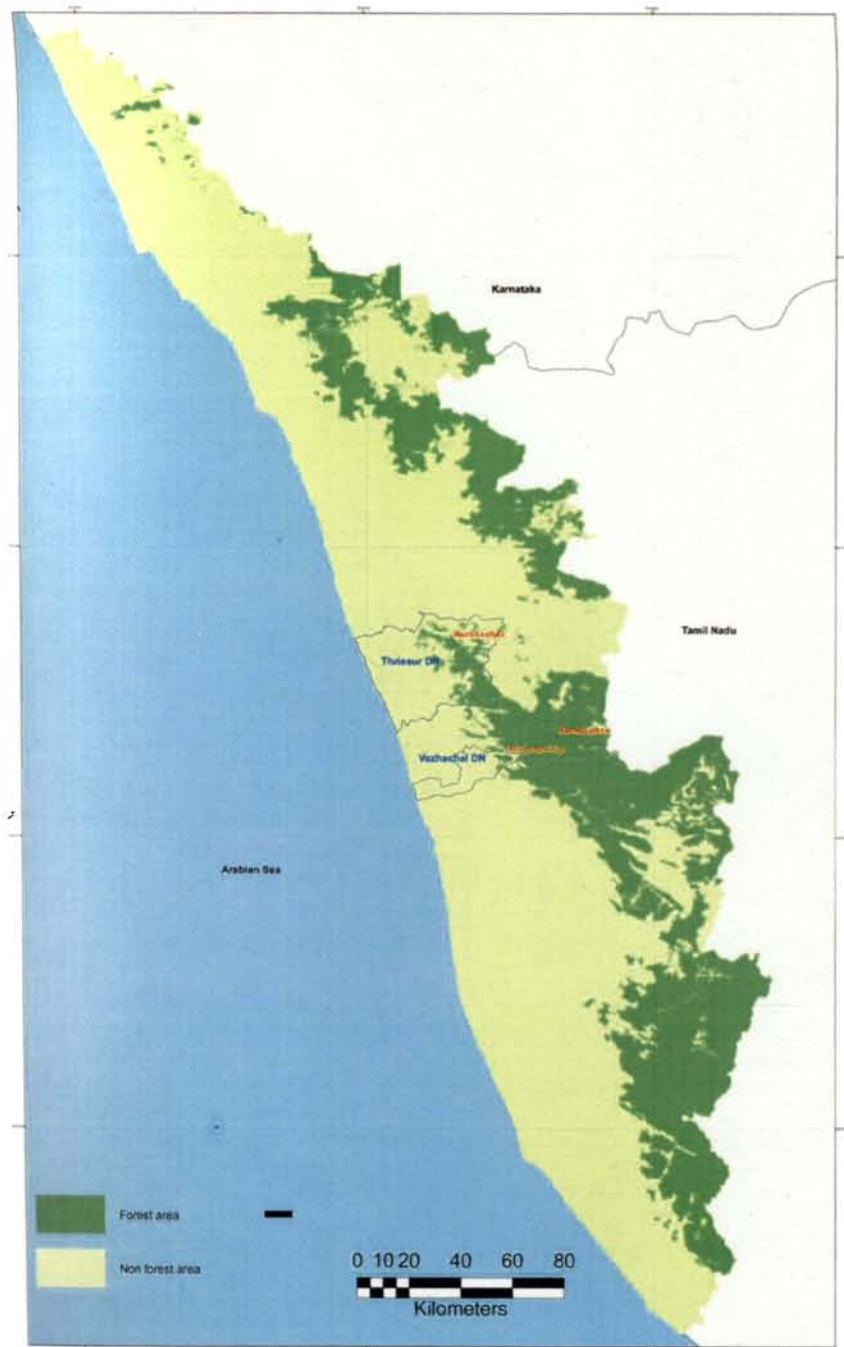 Karnataka
Tamil Nadu
Thrissur DN
Vazhachal DN
Arabian Sea
Forest area
Non forest area
0 10 20 40 60 80
Kilometers